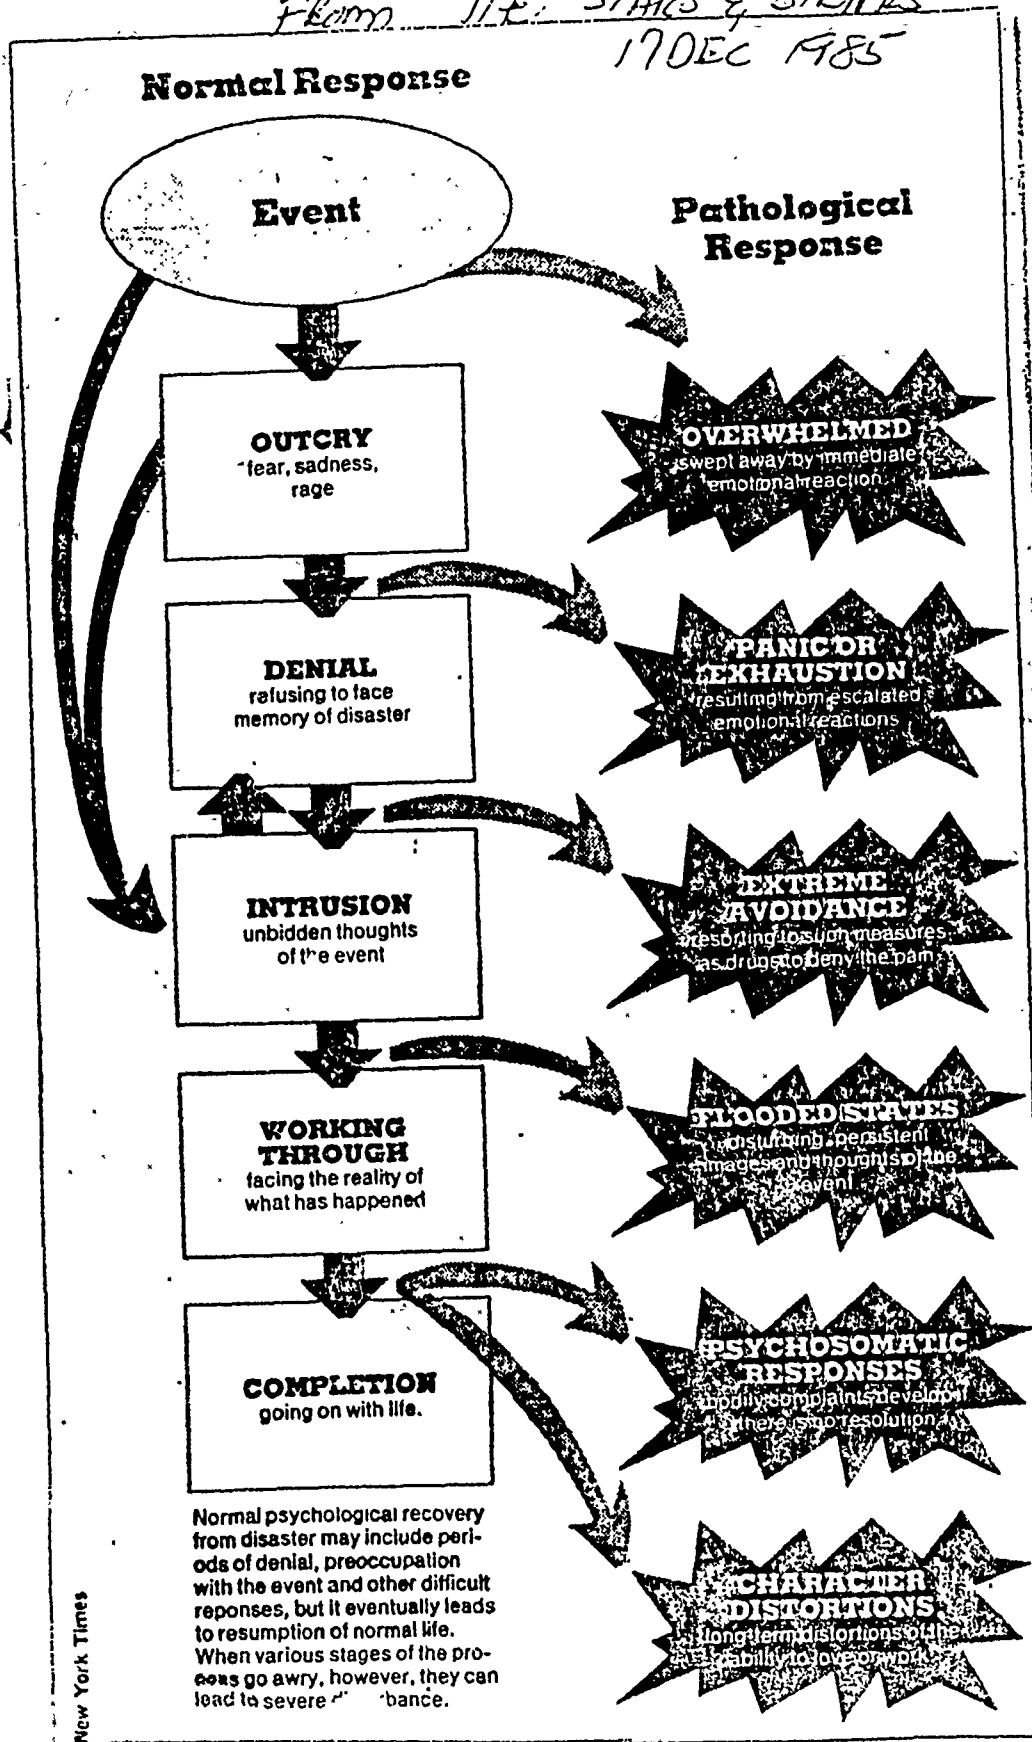 From THE STARS & STRIPES
17 DEC 1985
Normal Response
Event
Pathological
Response
OUTCRY
fear, sadness,
rage
OVERWHELMED
swept away by immediate
emotional reaction
DENIAL
refusing to face
memory of disaster
PANIC OR
EXHAUSTION
resulting from escalated
emotional reactions
INTRUSION
unbidden thoughts
of the event
EXTREME
AVOIDANCE
resorting to such measures
as drugs to deny the pain
WORKING
THROUGH
facing the reality of
what has happened
FLOODED STATES
disturbing, persistent
images and thoughts of the
event
COMPLETION
going on with life.
PSYCHOSOMATIC
RESPONSES
bodily complaints develop if
there is no resolution
CHARACTER
DISTORTIONS
long term distortions of the
ability to love or work
Normal psychological recovery
from disaster may include peri-
ods of denial, preoccupation
with the event and other difficult
reponses, but it eventually leads
to resumption of normal life.
When various stages of the pro-
cess go awry, however, they can
lead to severe
New York Times